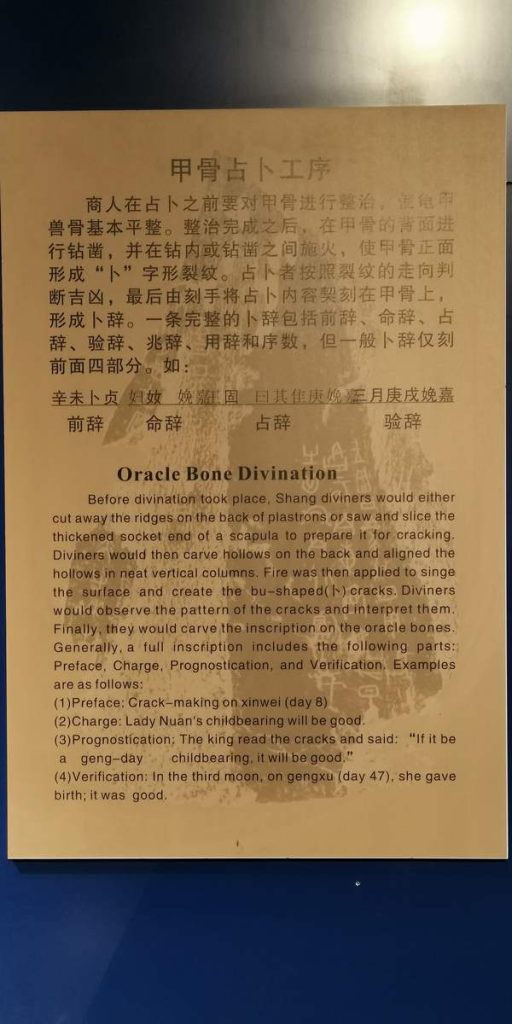 甲骨占卜工序
商人在占卜之前要对甲骨进行整治，龟甲
兽骨基本平整。整治完成之后，在甲骨的背面进
行钻凿，并在钻内或钻凿之间施火，使甲骨正面
形成“卜”字形裂纹。占卜者按照裂纹的走向判
断吉凶，最后由刻手将占卜内容契刻在甲骨上，
形成卜辞。一条完整的卜辞包括前辞、命辞、占
辞、验辞、兆辞、用辞和序数，但一般卜辞仅刻
前面四部分。如：
辛未卜贞 妇 娩嘉王 曰其隹庚娩 三月庚戌娩嘉
前辞 命辞 占辞 验辞
Oracle Bone Divination
Before divination took place, Shang diviners would either
cut away the ridges on the back of plastrons or saw and slice the
thickened socket end of a scapula to prepare it for cracking.
Diviners would then carve hollows on the back and aligned the
hollows in neat vertical columns. Fire was then applied to singe
the surface and create the bu-shaped(卜) cracks. Diviners
would observe the pattern of the cracks and interpret them.
Finally, they would carve the inscription on the oracle bones.
Generally, a full inscription includes the following parts:
Preface, Charge, Prognostication, and Verification. Examples
are as follows:
(1)Preface: Crack-making on xinwei (day 8)
(2)Charge: Lady Nuan's childbearing will be good.
(3)Prognostication: The king read the cracks and said: “If it be
a geng-day childbearing, it will be good.”
(4)Verification: In the third moon, on gengxu (day 47), she gave
birth; it was good.